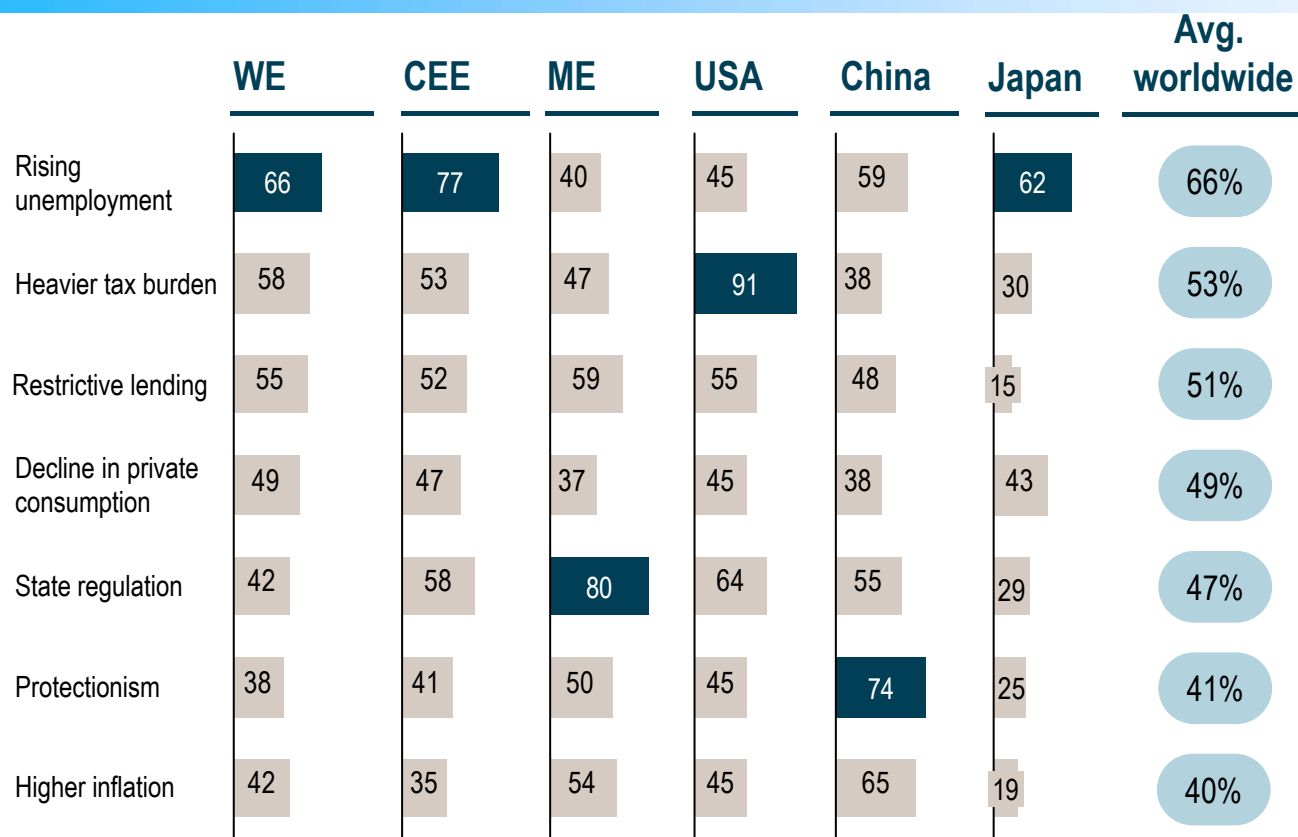 WE CEE ME USA China Japan Avg. worldwide
Rising unemployment 66 77 40 45 59 62 66%
Heavier tax burden 58 53 47 91 38 30 53%
Restrictive lending 55 52 59 55 48 15 51%
Decline in private consumption 49 47 37 45 38 43 49%
State regulation 42 58 80 64 55 29 47%
Protectionism 38 41 50 45 74 25 41%
Higher inflation 42 35 54 45 65 19 40%